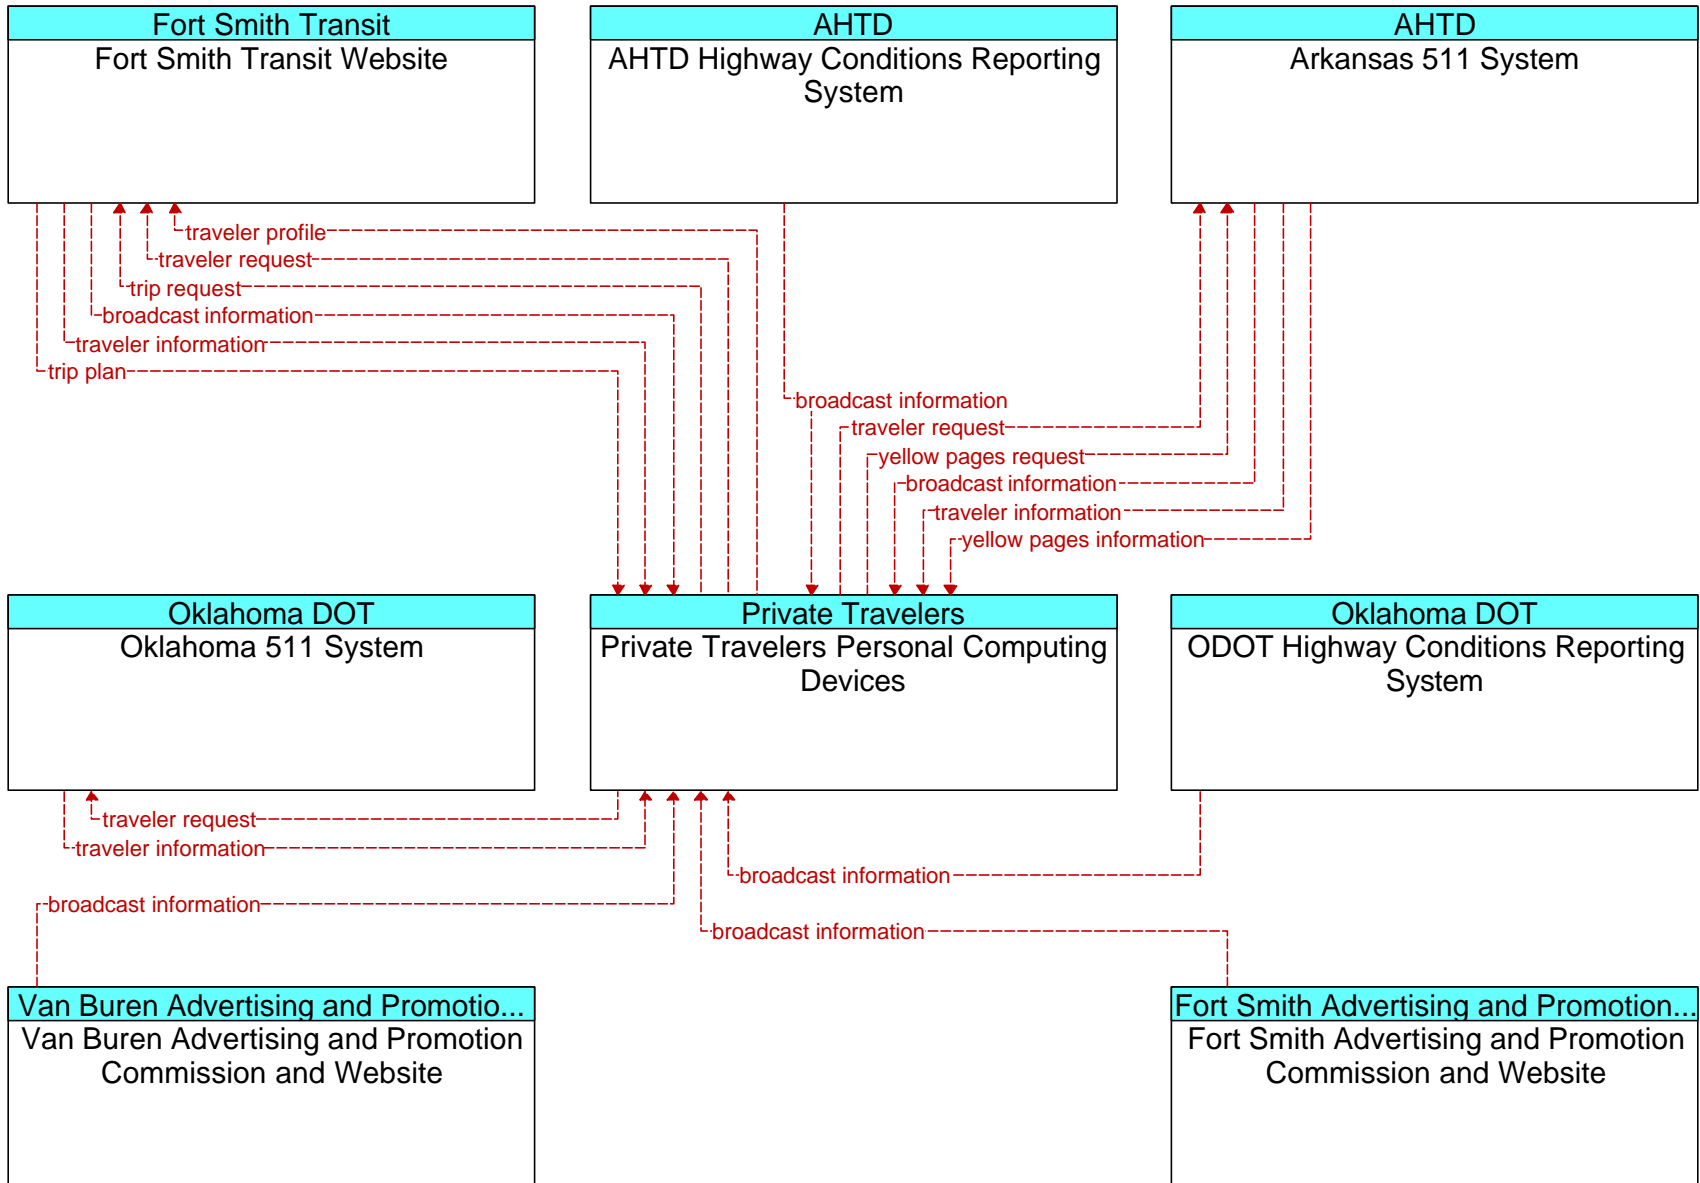 Fort Smith Transit
Fort Smith Transit Website
AHTD
AHTD Highway Conditions Reporting
System
AHTD
Arkansas 511 System
traveler profile
traveler request
trip request
broadcast information
traveler information
trip plan
broadcast information
traveler request
yellow pages request
broadcast information
traveler information
yellow pages information
Oklahoma DOT
Oklahoma 511 System
Private Travelers
Private Travelers Personal Computing
Devices
Oklahoma DOT
ODOT Highway Conditions Reporting
System
traveler request
traveler information
broadcast information
broadcast information
broadcast information
Van Buren Advertising and Promotio...
Van Buren Advertising and Promotion
Commission and Website
Fort Smith Advertising and Promotion...
Fort Smith Advertising and Promotion
Commission and Website